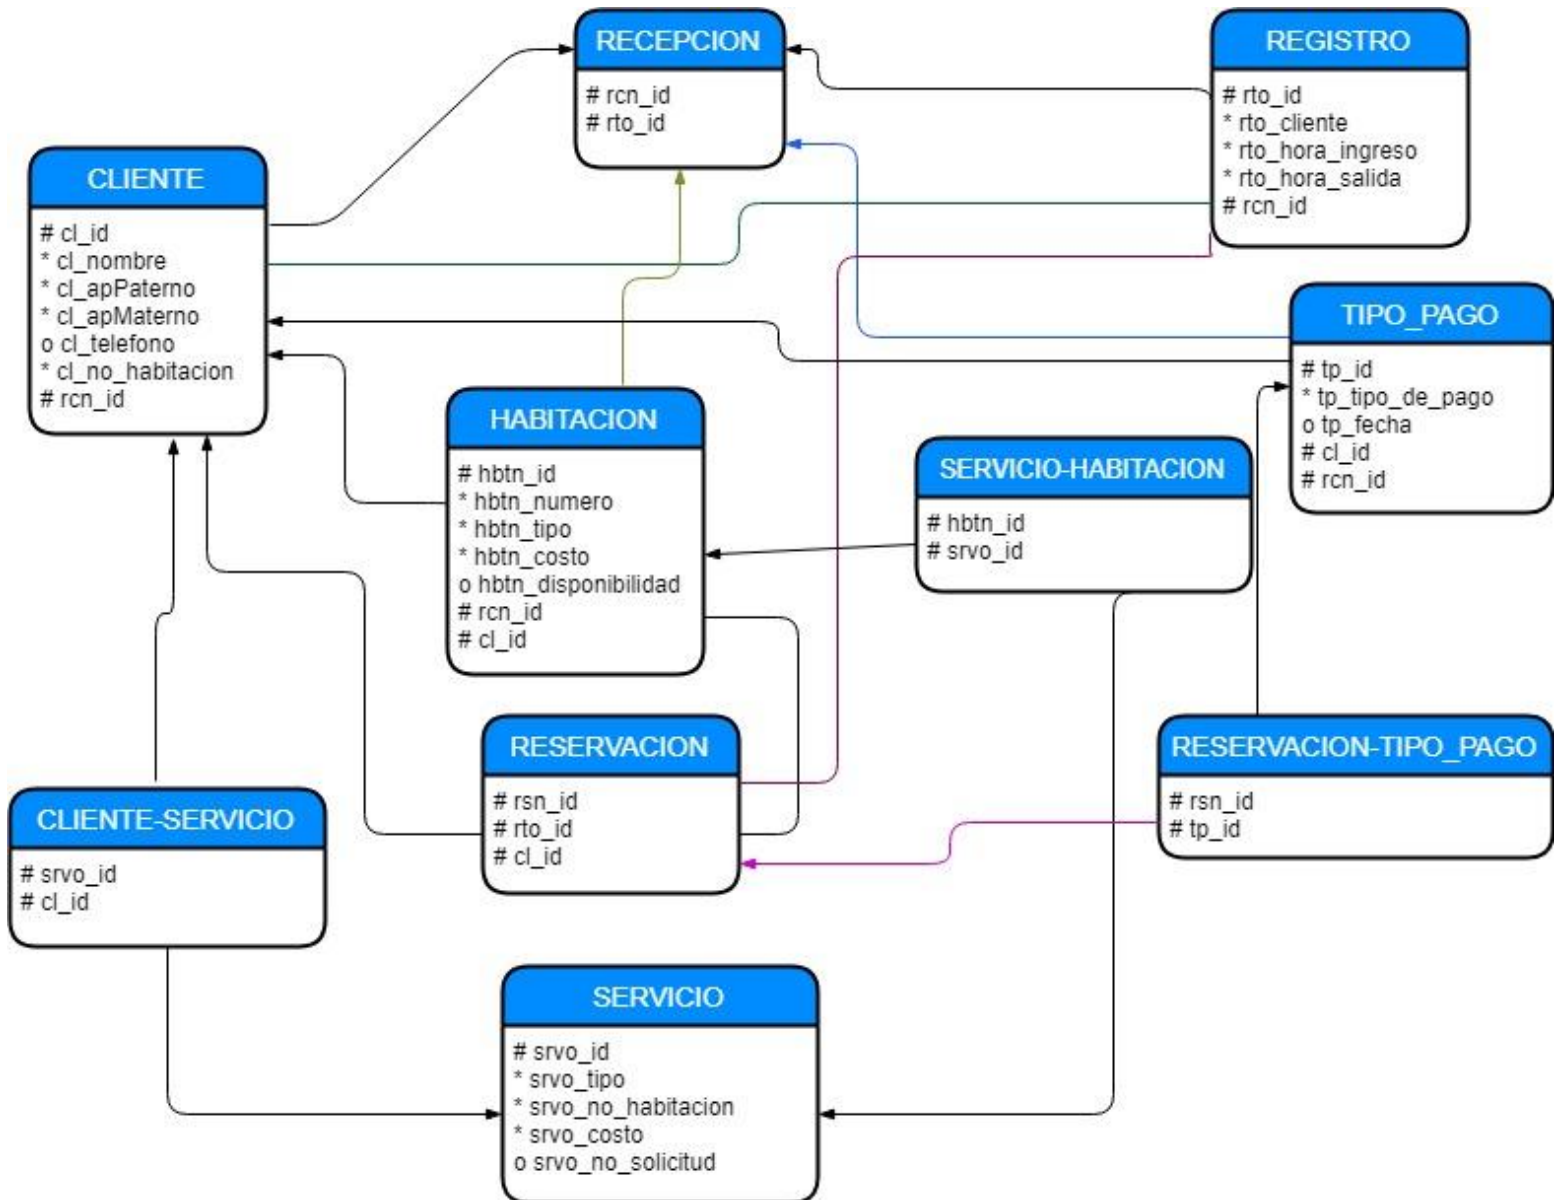 RECEPCION
# rcn_id
# rto_id
REGISTRO
# rto_id
* rto_cliente
* rto_hora_ingreso
* rto_hora_salida
# rcn_id
CLIENTE
# cl_id
* cl_nombre
* cl_apPaterno
* cl_apMaterno
o cl_telefono
* cl_no_habitacion
# rcn_id
TIPO_PAGO
# tp_id
* tp_tipo_de_pago
o tp_fecha
# cl_id
# rcn_id
HABITACION
# hbtn_id
* hbtn_numero
* hbtn_tipo
* hbtn_costo
o hbtn_disponibilidad
# rcn_id
# cl_id
SERVICIO-HABITACION
# hbtn_id
# srvo_id
RESERVACION
# rsn_id
# rto_id
# cl_id
RESERVACION-TIPO_PAGO
# rsn_id
# tp_id
CLIENTE-SERVICIO
# srvo_id
# cl_id
SERVICIO
# srvo_id
* srvo_tipo
* srvo_no_habitacion
* srvo_costo
o srvo_no_solicitud